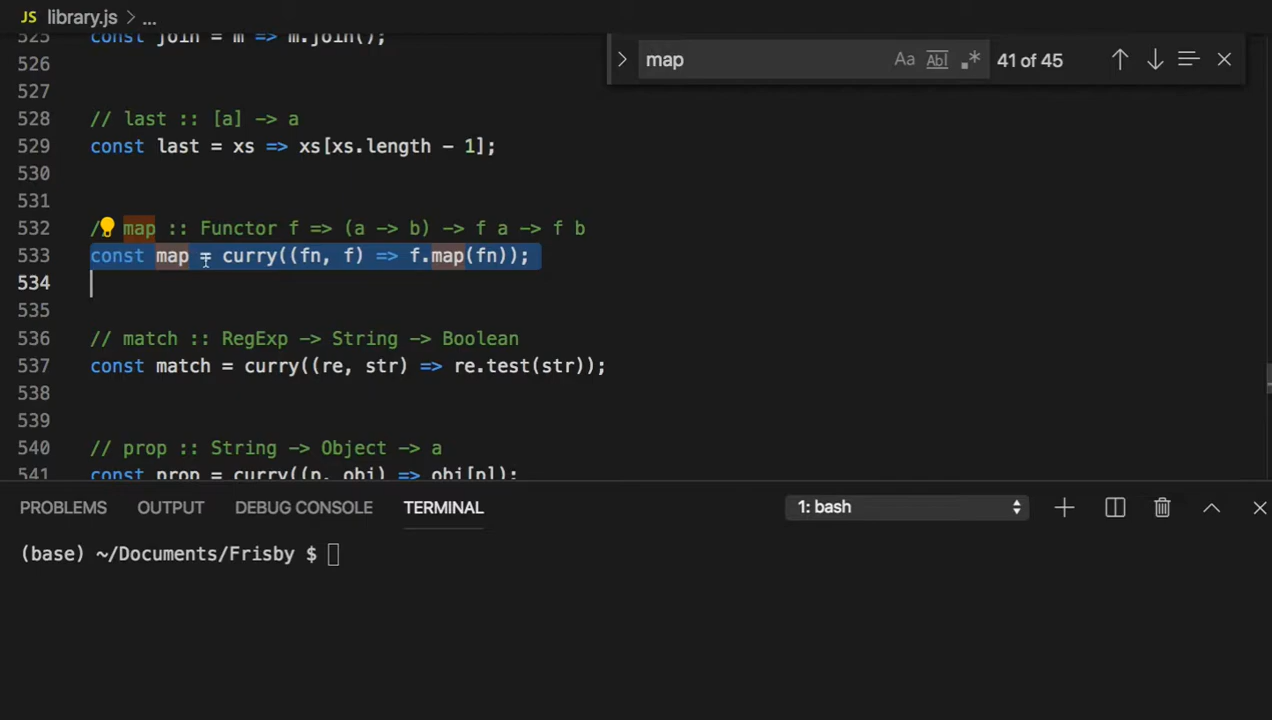 JS library.js > ...
map
Aa Abl .* 41 of 45
525 const join = m => m.join();
526
527
528 // last :: [a] -> a
529 const last = xs => xs[xs.length - 1];
530
531
532 / map :: Functor f => (a -> b) -> f a -> f b
533 const map = curry((fn, f) => f.map(fn));
534
535
536 // match :: RegExp -> String -> Boolean
537 const match = curry((re, str) => re.test(str));
538
539
540 // prop :: String -> Object -> a
541 const prop = curry((p, obj) => obj[p]);
PROBLEMS OUTPUT DEBUG CONSOLE TERMINAL 1: bash
(base) ~/Documents/Frisby $